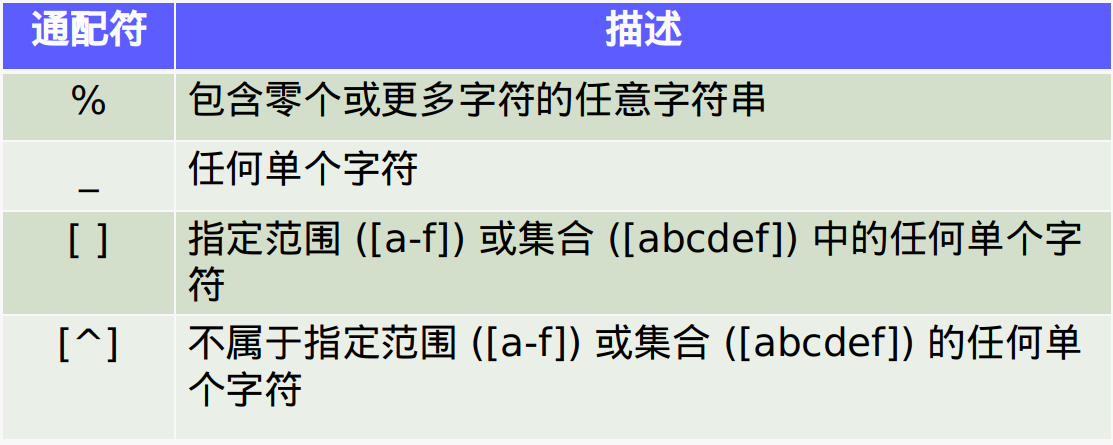 通配符 描述
% 包含零个或更多字符的任意字符串
_ 任何单个字符
[ ] 指定范围 ([a-f]) 或集合 ([abcdef]) 中的任何单个字
符
[^] 不属于指定范围 ([a-f]) 或集合 ([abcdef]) 的任何单
个字符